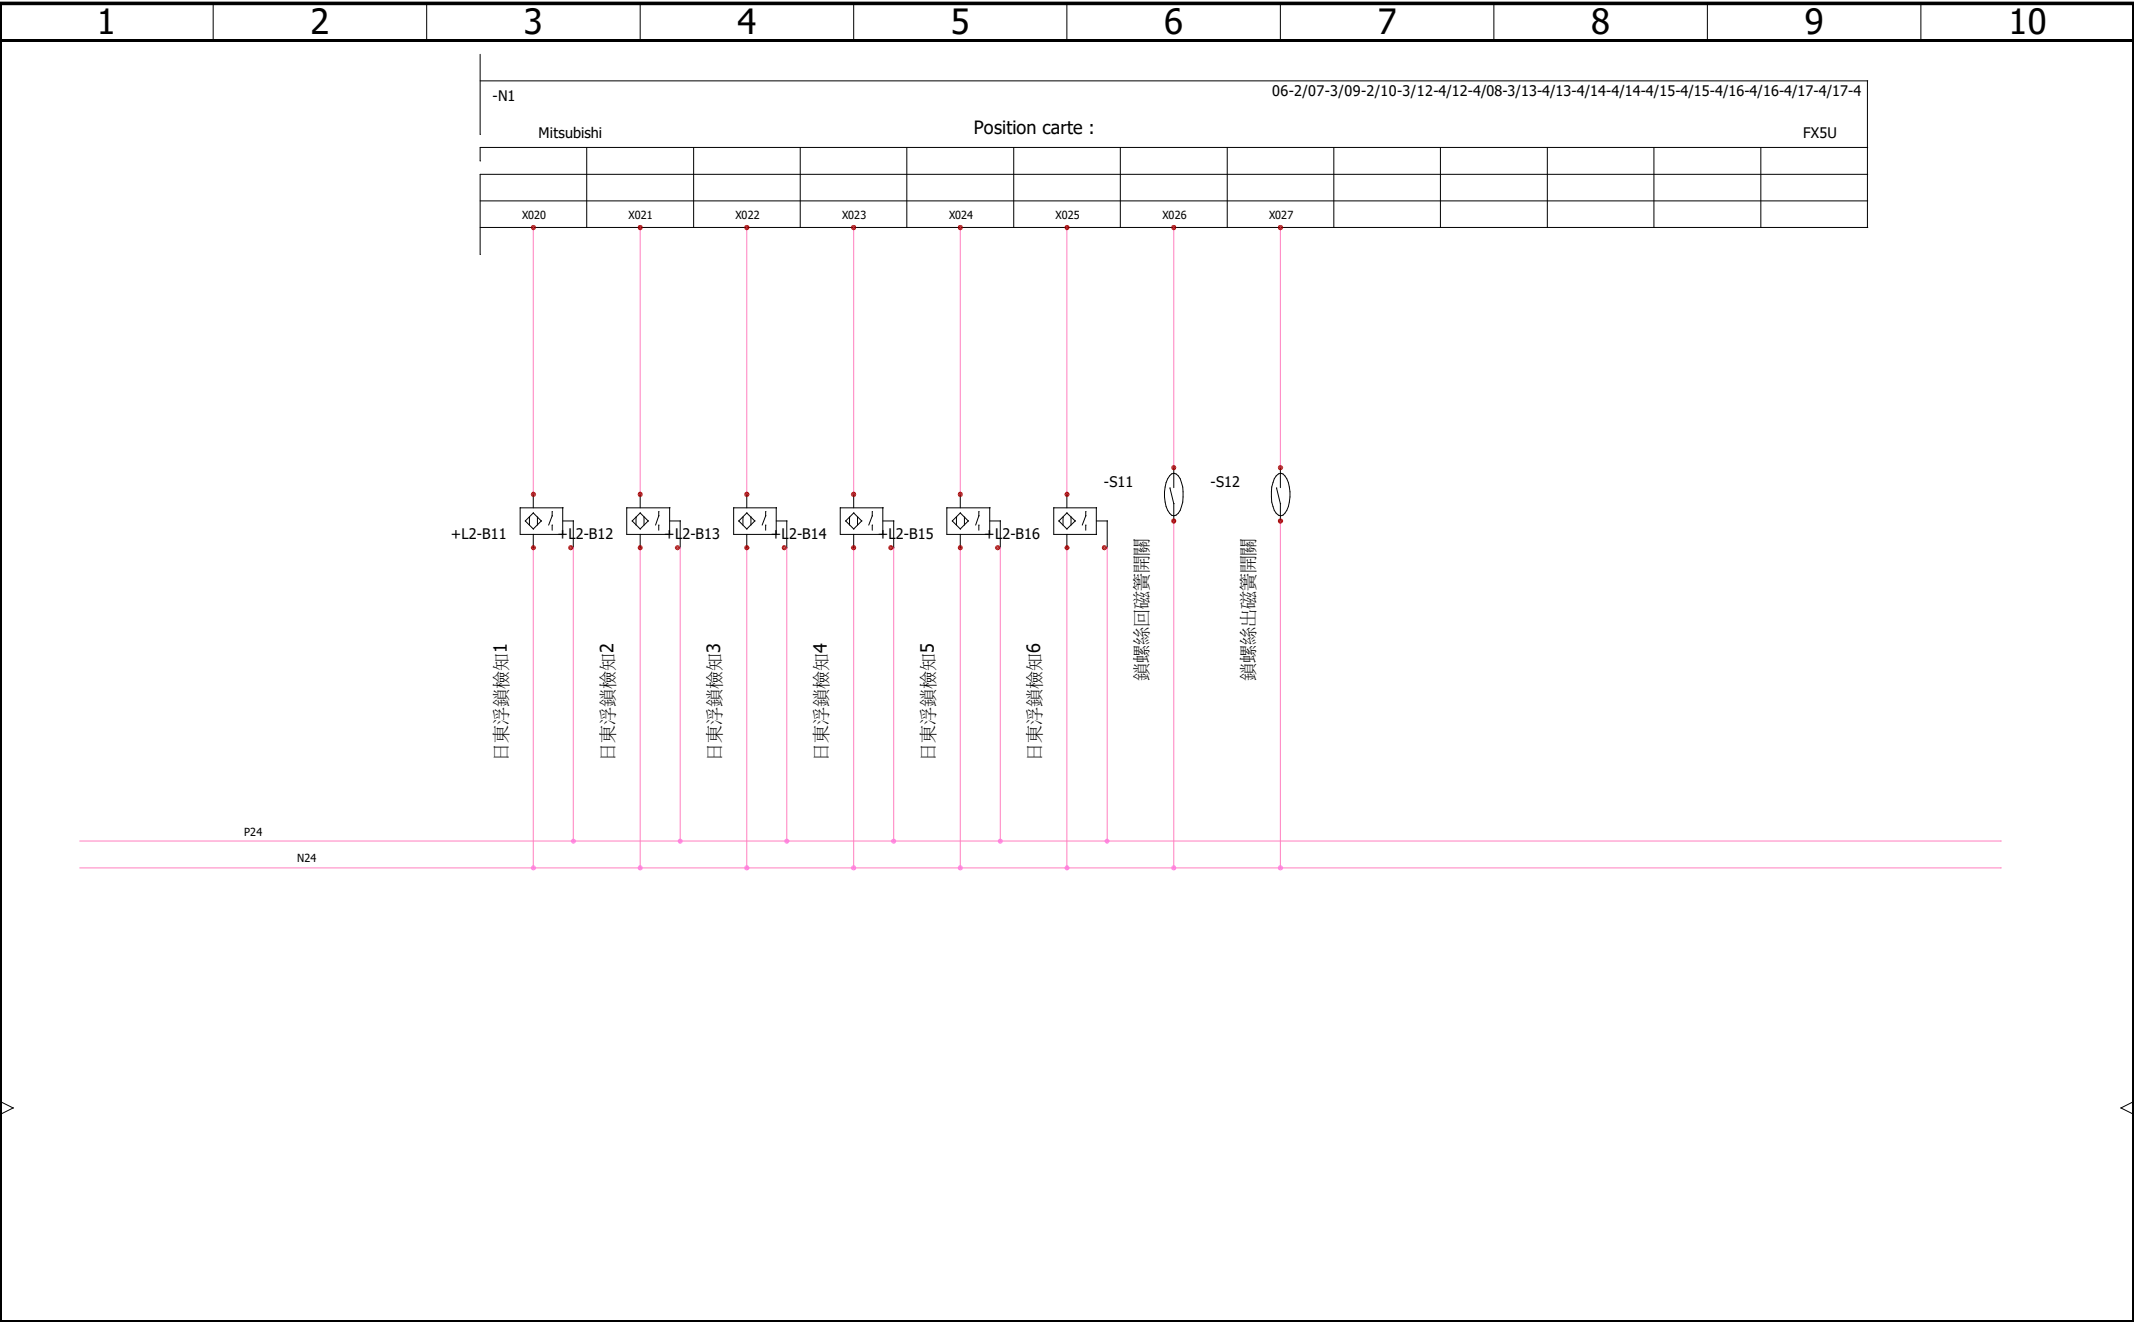 1 2 3 4 5 6 7 8 9 10
-N1 06-2/07-3/09-2/10-3/12-4/12-4/08-3/13-4/13-4/14-4/14-4/15-4/15-4/16-4/16-4/17-4/17-4
Mitsubishi Position carte : FX5U
X020 X021 X022 X023 X024 X025 X026 X027
-S11 -S12
+L2-B11 +L2-B12 +L2-B13 +L2-B14 +L2-B15 +L2-B16
日東浮鎖檢知1
日東浮鎖檢知2
日東浮鎖檢知3
日東浮鎖檢知4
日東浮鎖檢知5
日東浮鎖檢知6
鎖螺絲回磁簧開關
鎖螺絲出磁簧開關
P24
N24